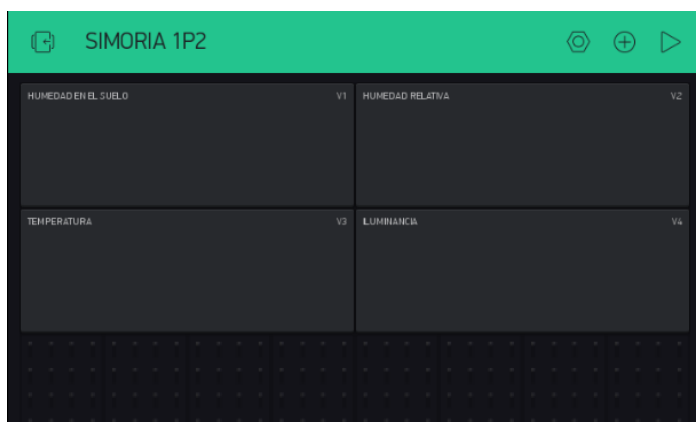 SIMORIA 1P2
HUMEDAD EN EL SUELO V1 HUMEDAD RELATIVA V2
TEMPERATURA V3 ILUMINANCIA V4